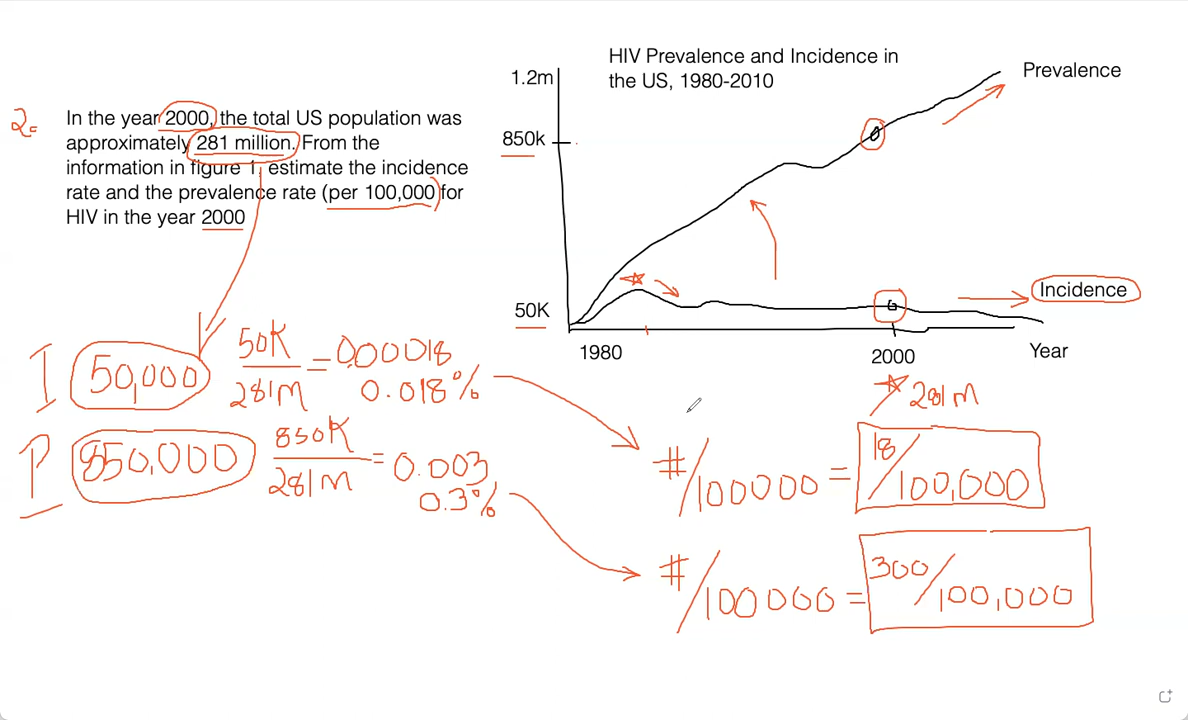 HIV Prevalence and Incidence in
the US, 1980-2010
1.2m
Prevalence
2.
In the year 2000, the total US population was
approximately 281 million. From the
information in figure 1, estimate the incidence
rate and the prevalence rate (per 100,000) for
HIV in the year 2000
850k
Incidence
50K
1980
2000
Year
281M
I 50,000 50K/281M = 0.00018
0.018%
#/100000 = 18/100,000
P 850,000 850K/281M = 0.003
0.3%
#/100000 = 300/100,000